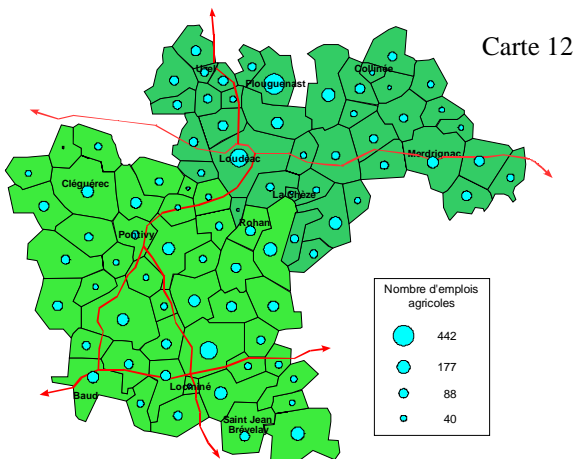 Carte 12
Uzel
Plouguenast
Collinée
Loudéac
Merdrignac
Cléguérec
La Chèze
Rohan
Pontivy
Baud
Locminé
Saint Jean
Brévelay
Nombre d'emplois
agricoles
442
177
88
40